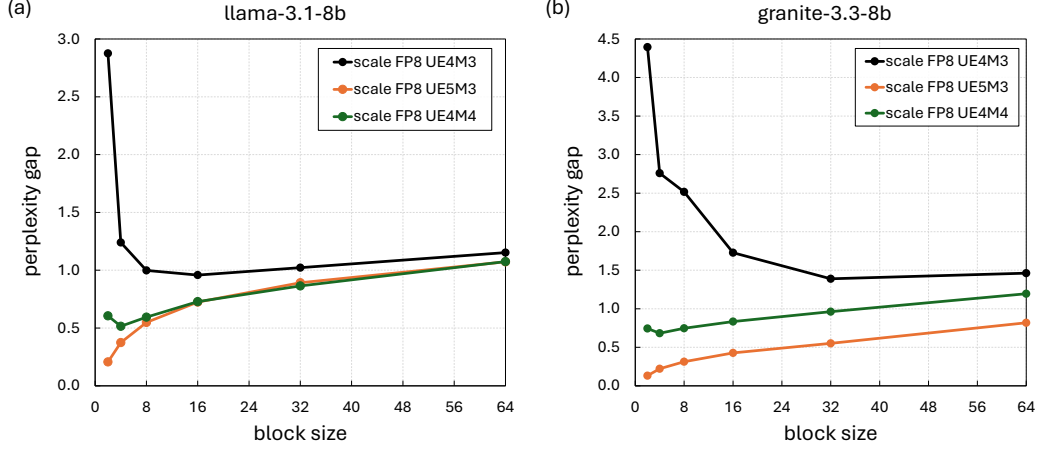 (a)
llama-3.1-8b
3.0
2.5
2.0
1.5
1.0
0.5
0.0
perplexity gap
scale FP8 UE4M3
scale FP8 UE5M3
scale FP8 UE4M4
0 8 16 24 32 40 48 56 64
block size
(b)
granite-3.3-8b
4.5
4.0
3.5
3.0
2.5
2.0
1.5
1.0
0.5
0.0
perplexity gap
scale FP8 UE4M3
scale FP8 UE5M3
scale FP8 UE4M4
0 8 16 24 32 40 48 56 64
block size